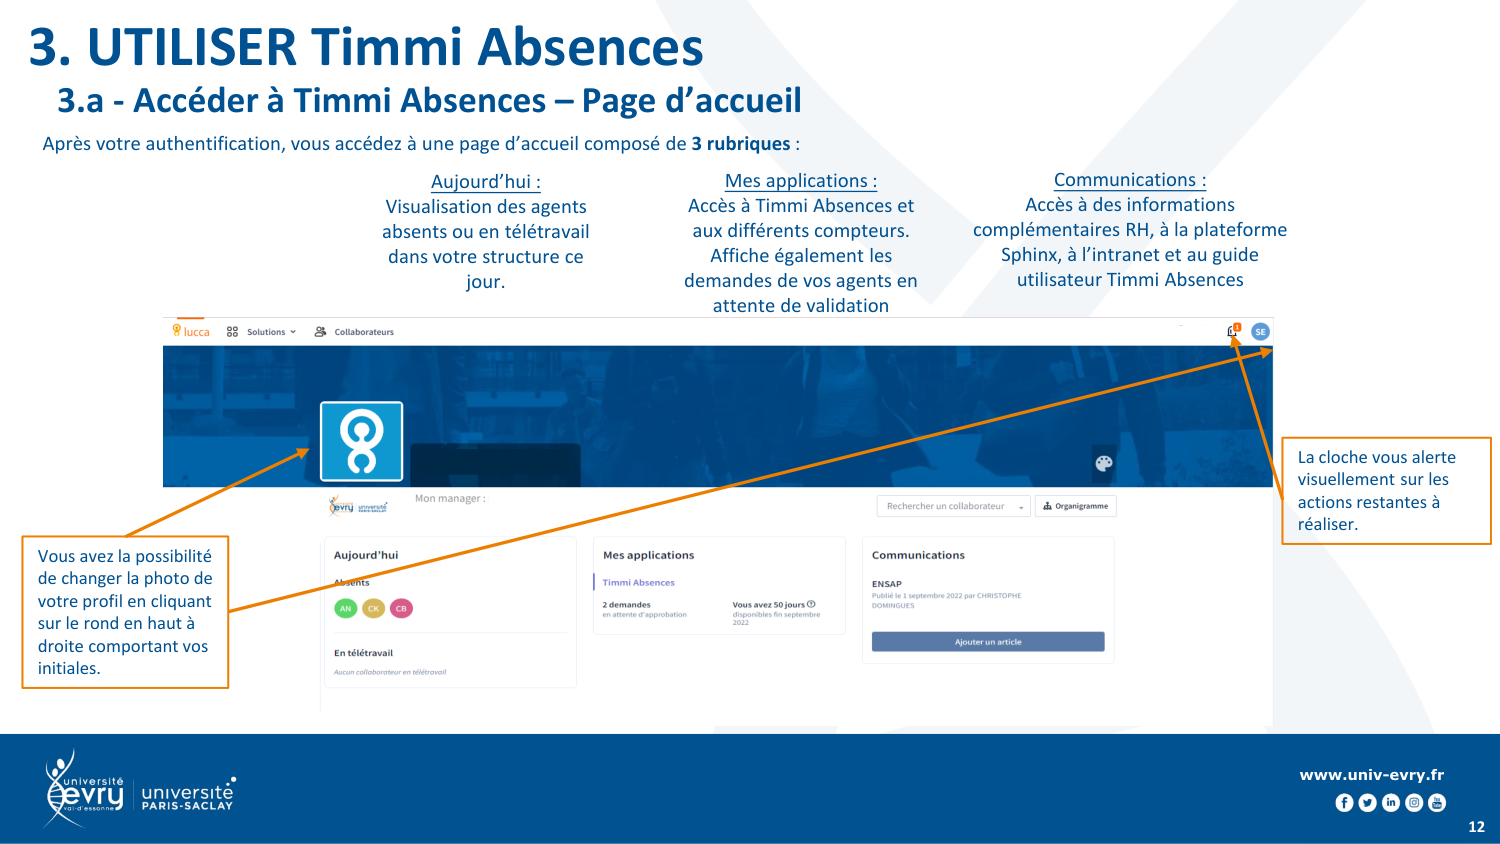 3. UTILISER Timmi Absences
3.a - Accéder à Timmi Absences – Page d’accueil
Après votre authentification, vous accédez à une page d’accueil composé de 3 rubriques :
Aujourd’hui :
Visualisation des agents
absents ou en télétravail
dans votre structure ce
jour.
Mes applications :
Accès à Timmi Absences et
aux différents compteurs.
Affiche également les
demandes de vos agents en
attente de validation
Communications :
Accès à des informations
complémentaires RH, à la plateforme
Sphinx, à l’intranet et au guide
utilisateur Timmi Absences
lucca
Solutions
Collaborateurs
1
SE
Mon manager :
Rechercher un collaborateur
Organigramme
evry université
Aujourd’hui
Absents
AN CK CB
En télétravail
Aucun collaborateur en télétravail
Mes applications
Timmi Absences
2 demandes
en attente d’approbation
Vous avez 50 jours
disponibles fin septembre
2022
Communications
ENSAP
Publié le 1 septembre 2022 par CHRISTOPHE
DOMINGUES
Ajouter un article
Vous avez la possibilité
de changer la photo de
votre profil en cliquant
sur le rond en haut à
droite comportant vos
initiales.
La cloche vous alerte
visuellement sur les
actions restantes à
réaliser.
université
evry
val-d'essonne
université
PARIS-SACLAY
www.univ-evry.fr
12